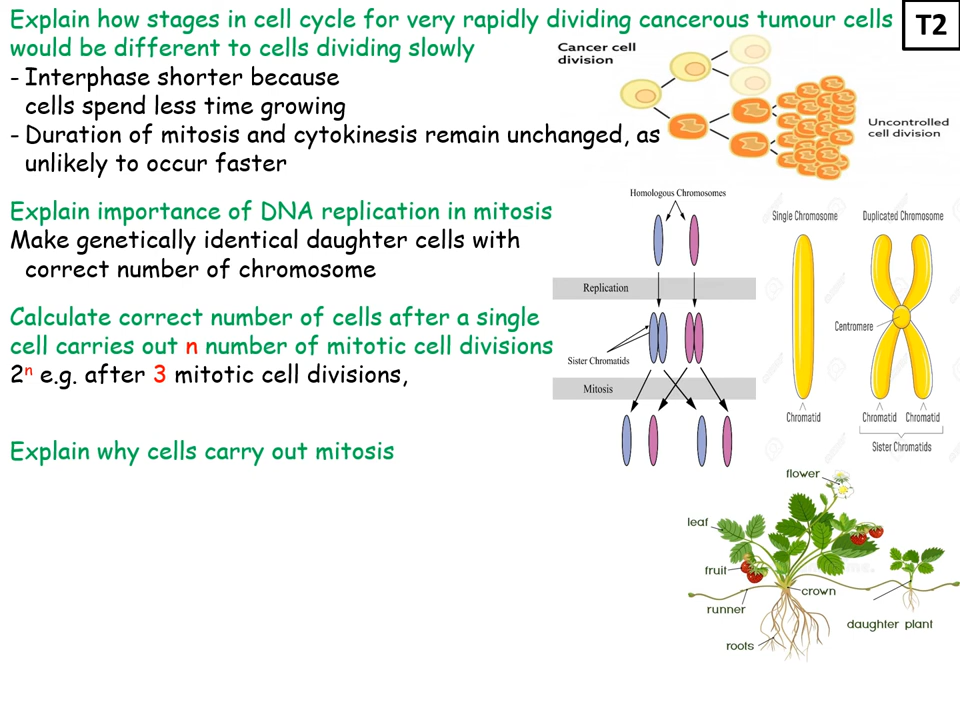 Explain how stages in cell cycle for very rapidly dividing cancerous tumour cells
would be different to cells dividing slowly
T2
- Interphase shorter because
cells spend less time growing
- Duration of mitosis and cytokinesis remain unchanged, as
unlikely to occur faster
Cancer cell
division
Uncontrolled
cell division
Explain importance of DNA replication in mitosis
Make genetically identical daughter cells with
correct number of chromosome
Calculate correct number of cells after a single
cell carries out n number of mitotic cell divisions
2ⁿ e.g. after 3 mitotic cell divisions,
Explain why cells carry out mitosis
Homologous Chromosomes
Replication
Sister Chromatids
Mitosis
Single Chromosome
Duplicated Chromosome
Centromere
Chromatid
Chromatid Chromatid
Sister Chromatids
flower
leaf
fruit
crown
runner
daughter plant
roots